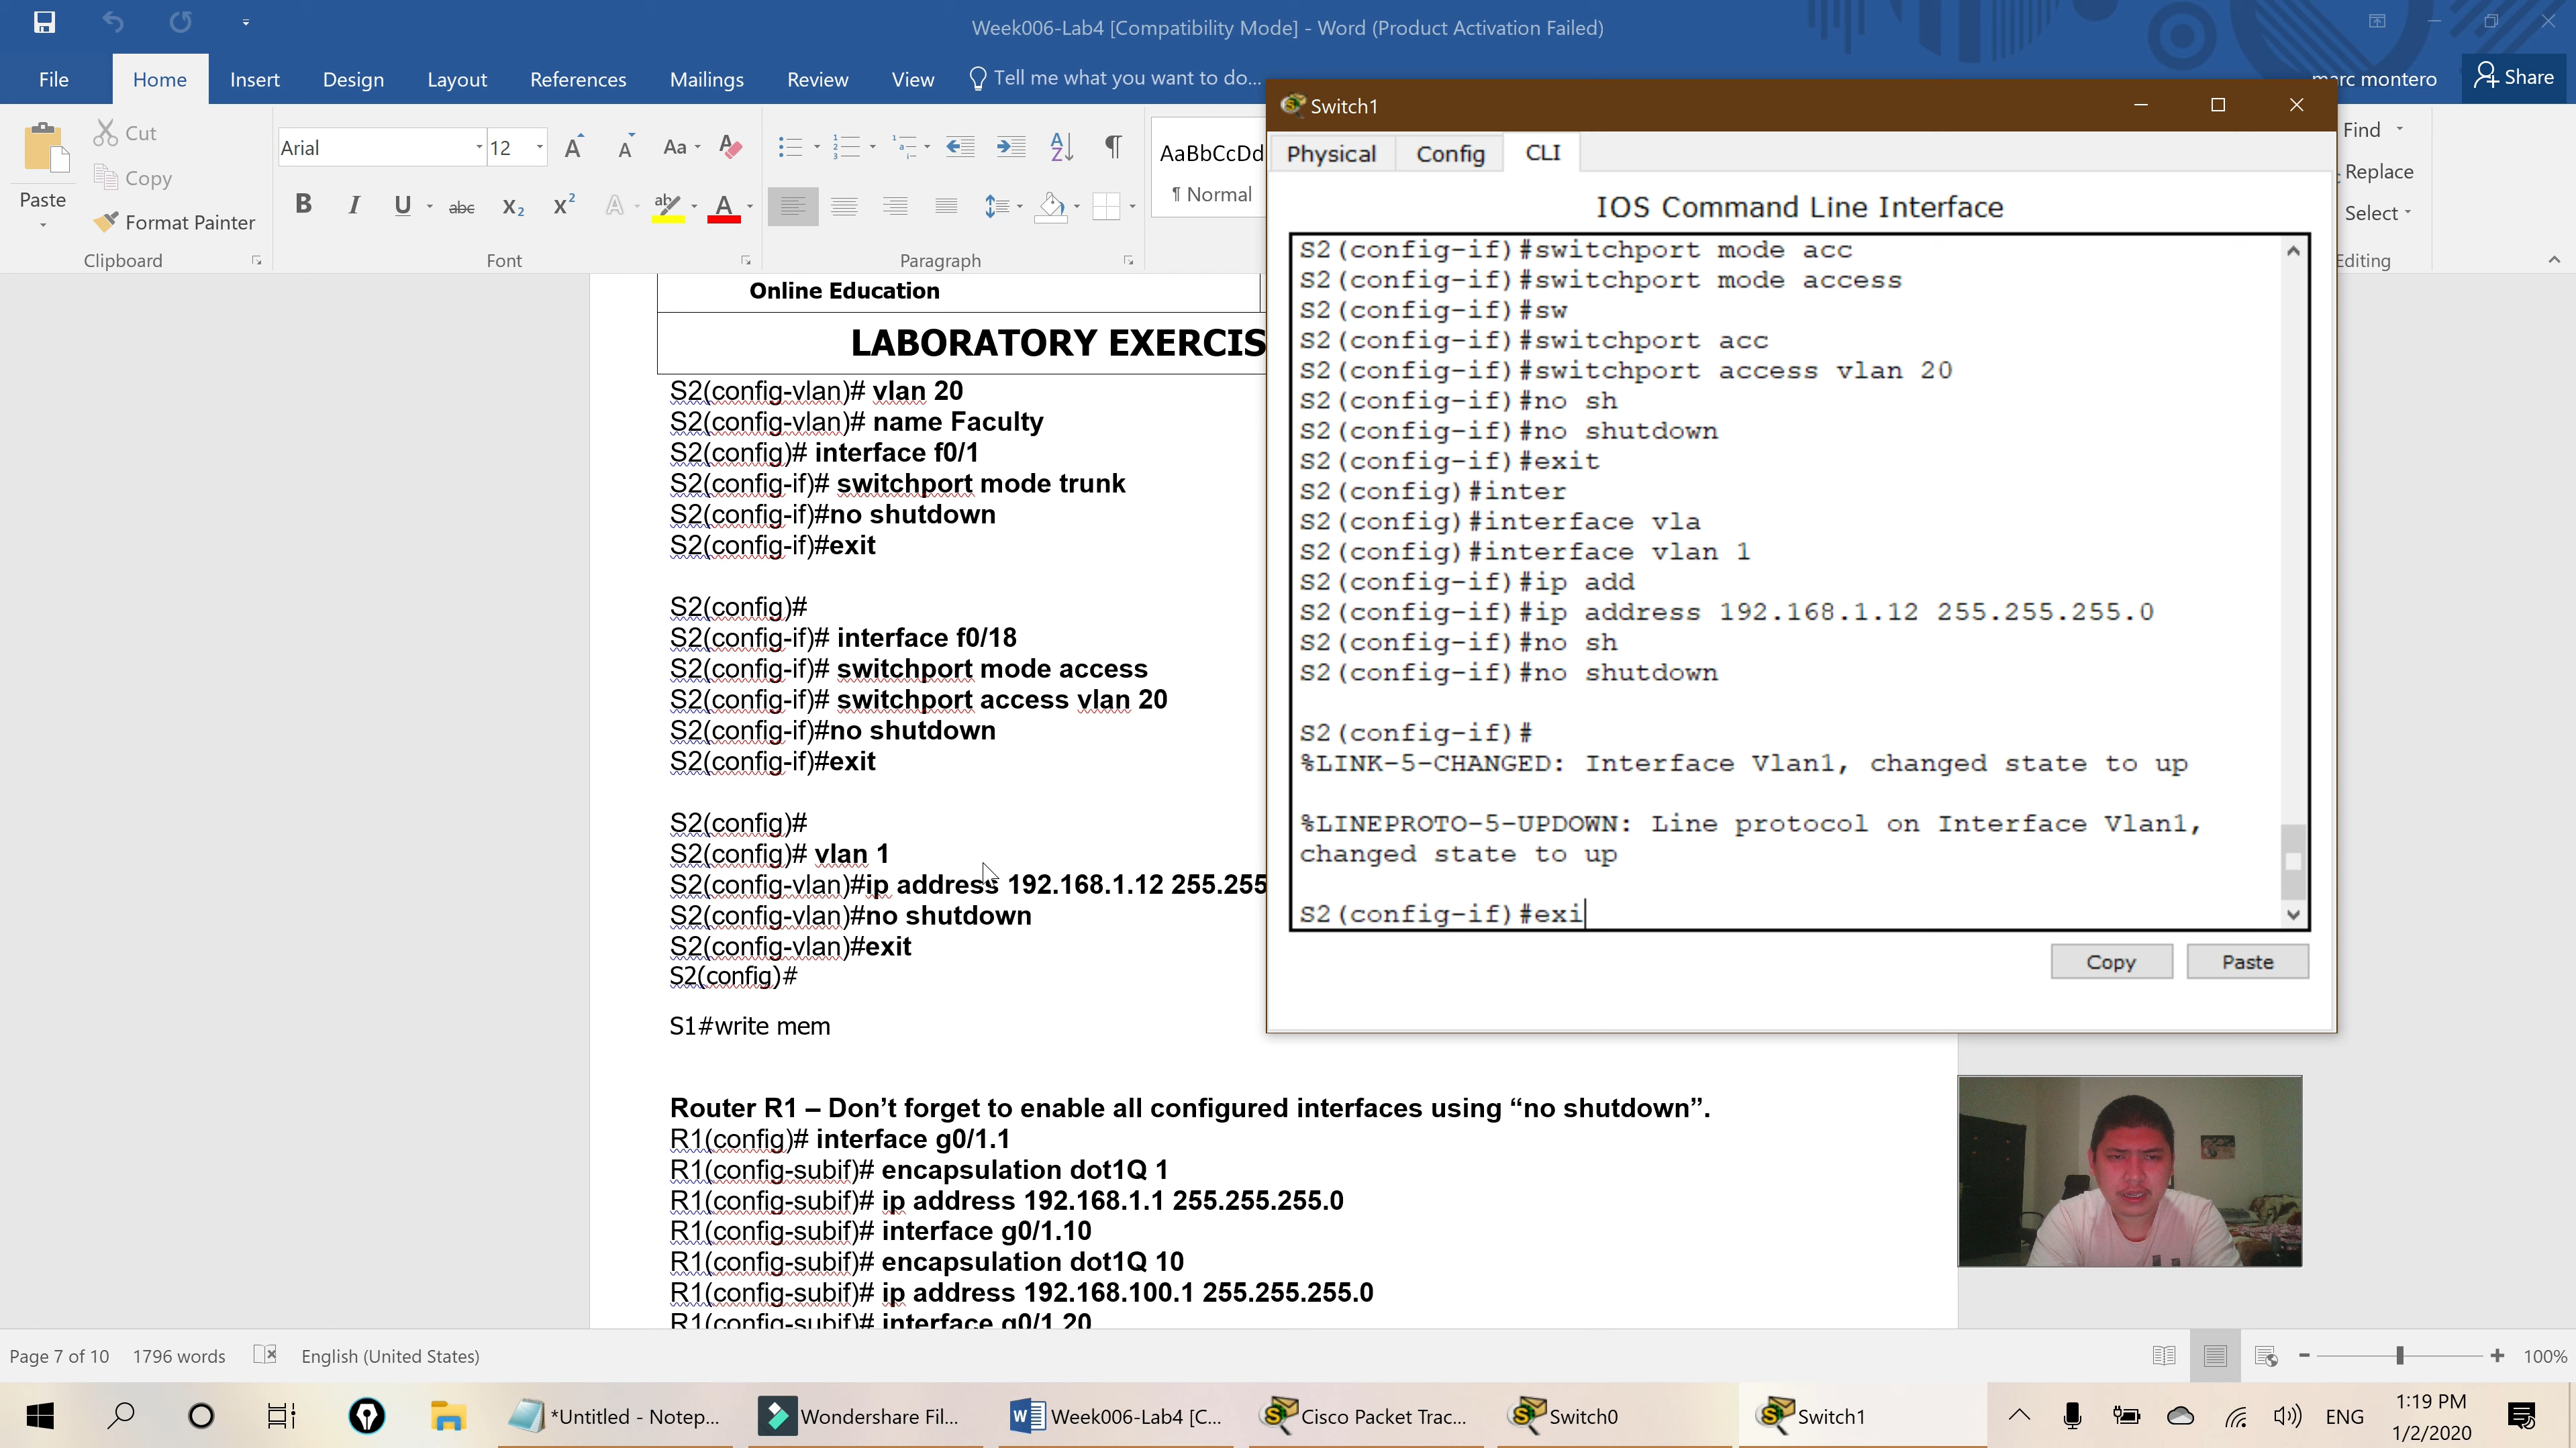 Week006-Lab4 [Compatibility Mode] - Word (Product Activation Failed)
File Home Insert Design Layout References Mailings Review View Tell me what you want to do... marc montero Share
Cut
Copy
Format Painter
Paste
Clipboard
Arial 12
Font
Paragraph
AaBbCcDd
¶ Normal
Find
Replace
Select
Editing
Online Education
LABORATORY EXERCIS
S2(config-vlan)# vlan 20
S2(config-vlan)# name Faculty
S2(config)# interface f0/1
S2(config-if)# switchport mode trunk
S2(config-if)#no shutdown
S2(config-if)#exit
S2(config)#
S2(config-if)# interface f0/18
S2(config-if)# switchport mode access
S2(config-if)# switchport access vlan 20
S2(config-if)#no shutdown
S2(config-if)#exit
S2(config)#
S2(config)# vlan 1
S2(config-vlan)#ip address 192.168.1.12 255.255
S2(config-vlan)#no shutdown
S2(config-vlan)#exit
S2(config)#
S1#write mem
Router R1 – Don’t forget to enable all configured interfaces using “no shutdown”.
R1(config)# interface g0/1.1
R1(config-subif)# encapsulation dot1Q 1
R1(config-subif)# ip address 192.168.1.1 255.255.255.0
R1(config-subif)# interface g0/1.10
R1(config-subif)# encapsulation dot1Q 10
R1(config-subif)# ip address 192.168.100.1 255.255.255.0
R1(config-subif)# interface g0/1.20
Switch1
Physical Config CLI
IOS Command Line Interface
S2(config-if)#switchport mode acc
S2(config-if)#switchport mode access
S2(config-if)#sw
S2(config-if)#switchport acc
S2(config-if)#switchport access vlan 20
S2(config-if)#no sh
S2(config-if)#no shutdown
S2(config-if)#exit
S2(config)#inter
S2(config)#interface vla
S2(config)#interface vlan 1
S2(config-if)#ip add
S2(config-if)#ip address 192.168.1.12 255.255.255.0
S2(config-if)#no sh
S2(config-if)#no shutdown
S2(config-if)#
%LINK-5-CHANGED: Interface Vlan1, changed state to up
%LINEPROTO-5-UPDOWN: Line protocol on Interface Vlan1,
changed state to up
S2(config-if)#exi
Copy Paste
Page 7 of 10 1796 words English (United States) 100%
*Untitled - Notep... Wondershare Fil... Week006-Lab4 [C... Cisco Packet Trac... Switch0 Switch1 ENG
1:19 PM
1/2/2020